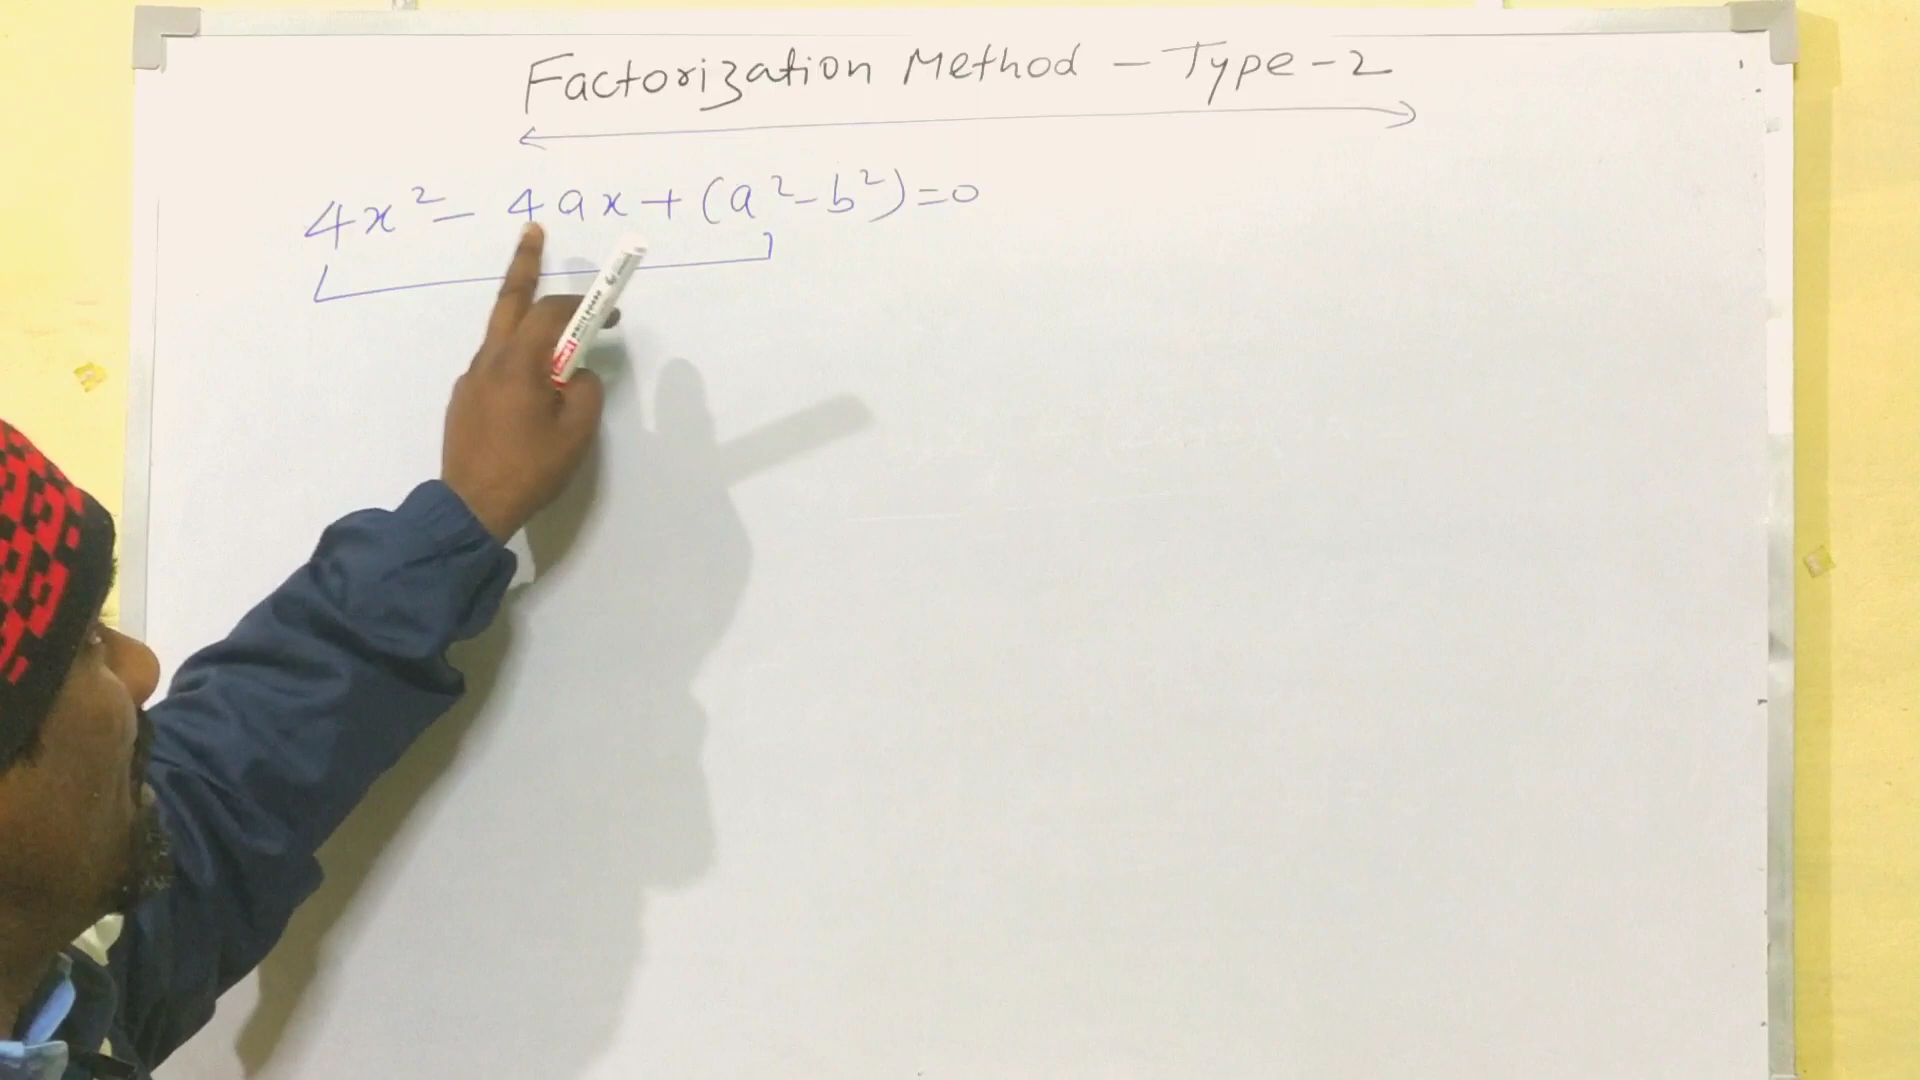 Factorization Method - Type-2
4x² - 4ax + (a² - b²) = 0